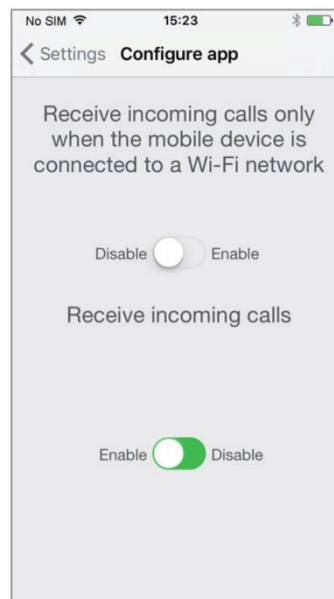 No SIM 15:23
Settings Configure app
Receive incoming calls only
when the mobile device is
connected to a Wi-Fi network
Disable Enable
Receive incoming calls
Enable Disable